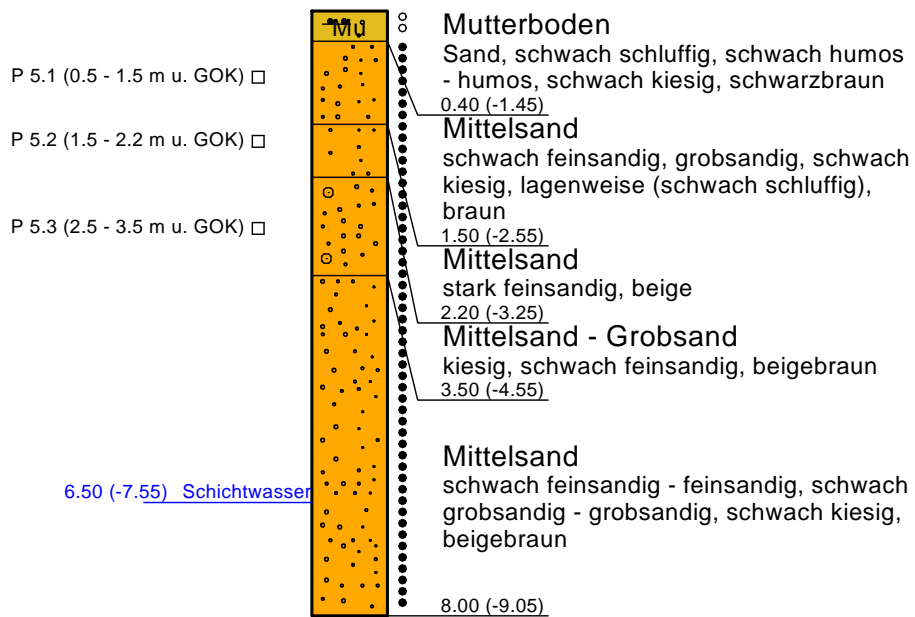 Mu
Mutterboden
Sand, schwach schluffig, schwach humos
- humos, schwach kiesig, schwarzbraun
P 5.1 (0.5 - 1.5 m u. GOK)
0.40 (-1.45)
Mittelsand
schwach feinsandig, grobsandig, schwach
kiesig, lagenweise (schwach schluffig),
braun
P 5.2 (1.5 - 2.2 m u. GOK)
1.50 (-2.55)
Mittelsand
stark feinsandig, beige
P 5.3 (2.5 - 3.5 m u. GOK)
2.20 (-3.25)
Mittelsand - Grobsand
kiesig, schwach feinsandig, beigebraun
3.50 (-4.55)
Mittelsand
schwach feinsandig - feinsandig, schwach
grobsandig - grobsandig, schwach kiesig,
beigebraun
6.50 (-7.55) Schichtwasser
8.00 (-9.05)